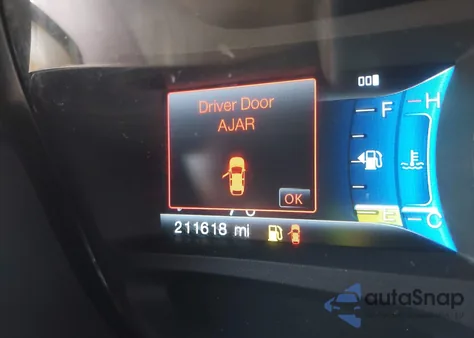 Driver Door
AJAR
OK
F
H
E
C
211618 mi
autaSnap